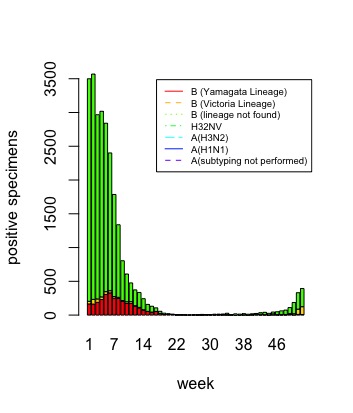 positive specimens
3500
2500
1500
500
0
B (Yamagata Lineage)
B (Victoria Lineage)
B (lineage not found)
H32NV
A(H3N2)
A(H1N1)
A(subtyping not performed)
1 7 14 22 30 38 46
week